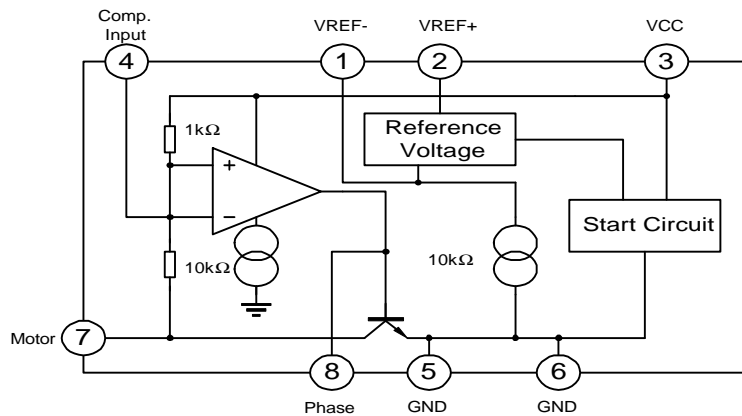 Comp.
Input
VREF-
VREF+
VCC
4
1
2
3
1kΩ
Reference
Voltage
+
−
Start Circuit
10kΩ
10kΩ
Motor
7
8
5
6
Phase
GND
GND